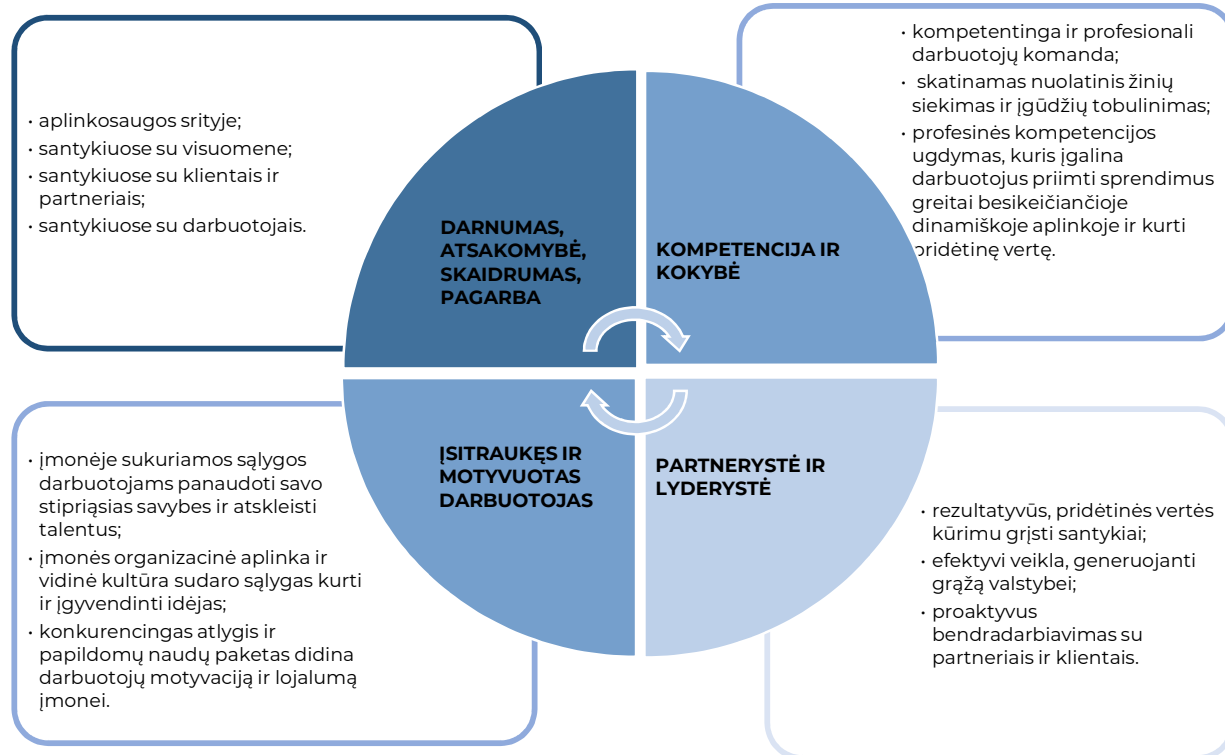 · aplinkosaugos srityje;
· santykiuose su visuomene;
· santykiuose su klientais ir
partneriais;
· santykiuose su darbuotojais.
DARNUMAS,
ATSAKOMYBĖ,
SKAIDRUMAS,
PAGARBA
· kompetentinga ir profesionali
darbuotojų komanda;
· skatinamas nuolatinis žinių
siekimas ir įgūdžių tobulinimas;
· profesinės kompetencijos
ugdymas, kuris įgalina
darbuotojus priimti sprendimus
greitai besikeičiančioje
dinamiškoje aplinkoje ir kurti
pridėtinę vertę.
KOMPETENCIJA IR
KOKYBĖ
· įmonėje sukuriamos sąlygos
darbuotojams panaudoti savo
stipriąsias savybes ir atskleisti
talentus;
· įmonės organizacinė aplinka ir
vidinė kultūra sudaro sąlygas kurti
ir įgyvendinti idėjas;
· konkurencingas atlygis ir
papildomų naudų paketas didina
darbuotojų motyvaciją ir lojalumą
įmonei.
ĮSITRAUKĘS IR
MOTYVUOTAS
DARBUOTOJAS
PARTNERYSTĖ IR
LYDERYSTĖ
· rezultatyvūs, pridėtinės vertės
kūrimu grįsti santykiai;
· efektyvi veikla, generuojanti
grąžą valstybei;
· proaktyvus
bendradarbiavimas su
partneriais ir klientais.